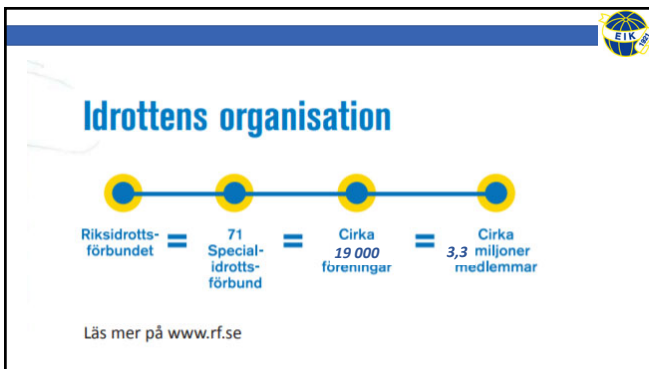 EIK
1921
Idrottens organisation
Riksidrotts-
förbundet
=
71
Special-
idrotts-
förbund
=
Cirka
19 000
föreningar
=
Cirka
3,3 miljoner
medlemmar
Läs mer på www.rf.se